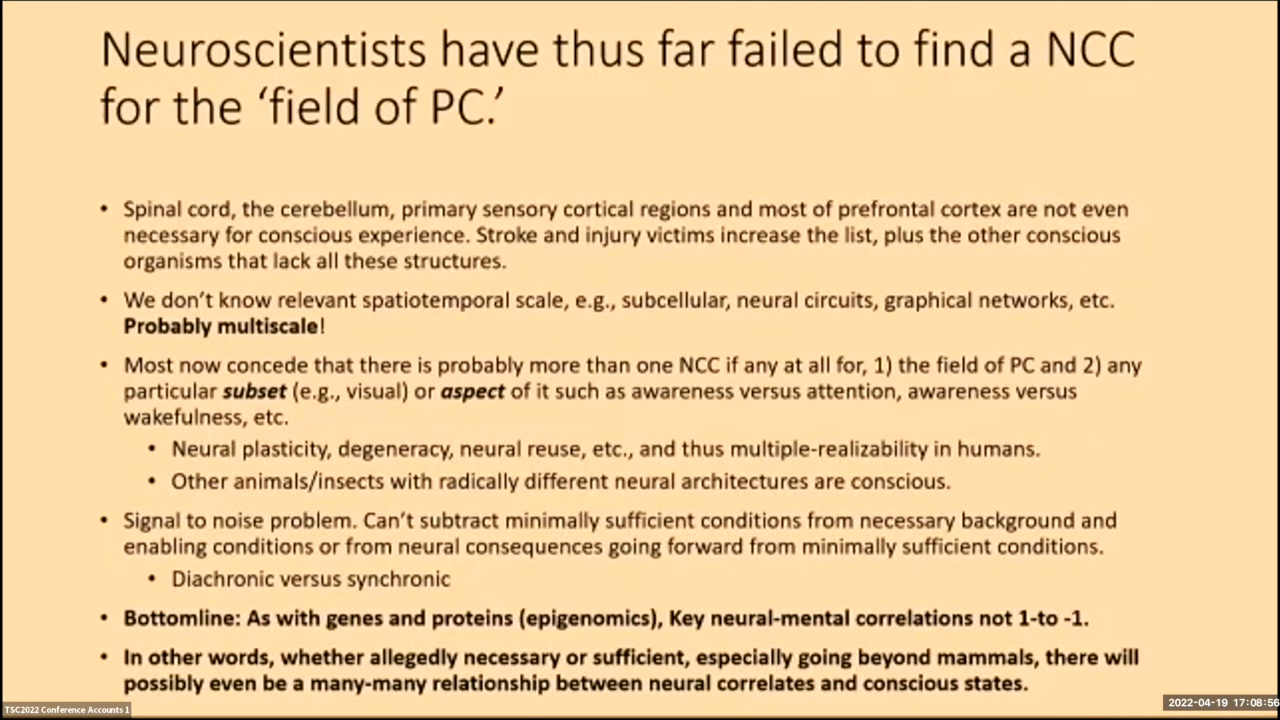 Neuroscientists have thus far failed to find a NCC
for the ‘field of PC.’
• Spinal cord, the cerebellum, primary sensory cortical regions and most of prefrontal cortex are not even
necessary for conscious experience. Stroke and injury victims increase the list, plus the other conscious
organisms that lack all these structures.
• We don’t know relevant spatiotemporal scale, e.g., subcellular, neural circuits, graphical networks, etc.
Probably multiscale!
• Most now concede that there is probably more than one NCC if any at all for, 1) the field of PC and 2) any
particular subset (e.g., visual) or aspect of it such as awareness versus attention, awareness versus
wakefulness, etc.
• Neural plasticity, degeneracy, neural reuse, etc., and thus multiple-realizability in humans.
• Other animals/insects with radically different neural architectures are conscious.
• Signal to noise problem. Can’t subtract minimally sufficient conditions from necessary background and
enabling conditions or from neural consequences going forward from minimally sufficient conditions.
• Diachronic versus synchronic
• Bottomline: As with genes and proteins (epigenomics), Key neural-mental correlations not 1-to -1.
• In other words, whether allegedly necessary or sufficient, especially going beyond mammals, there will
possibly even be a many-many relationship between neural correlates and conscious states.
TSC2022 Conference Accounts 1
2022-04-19 17:08:56